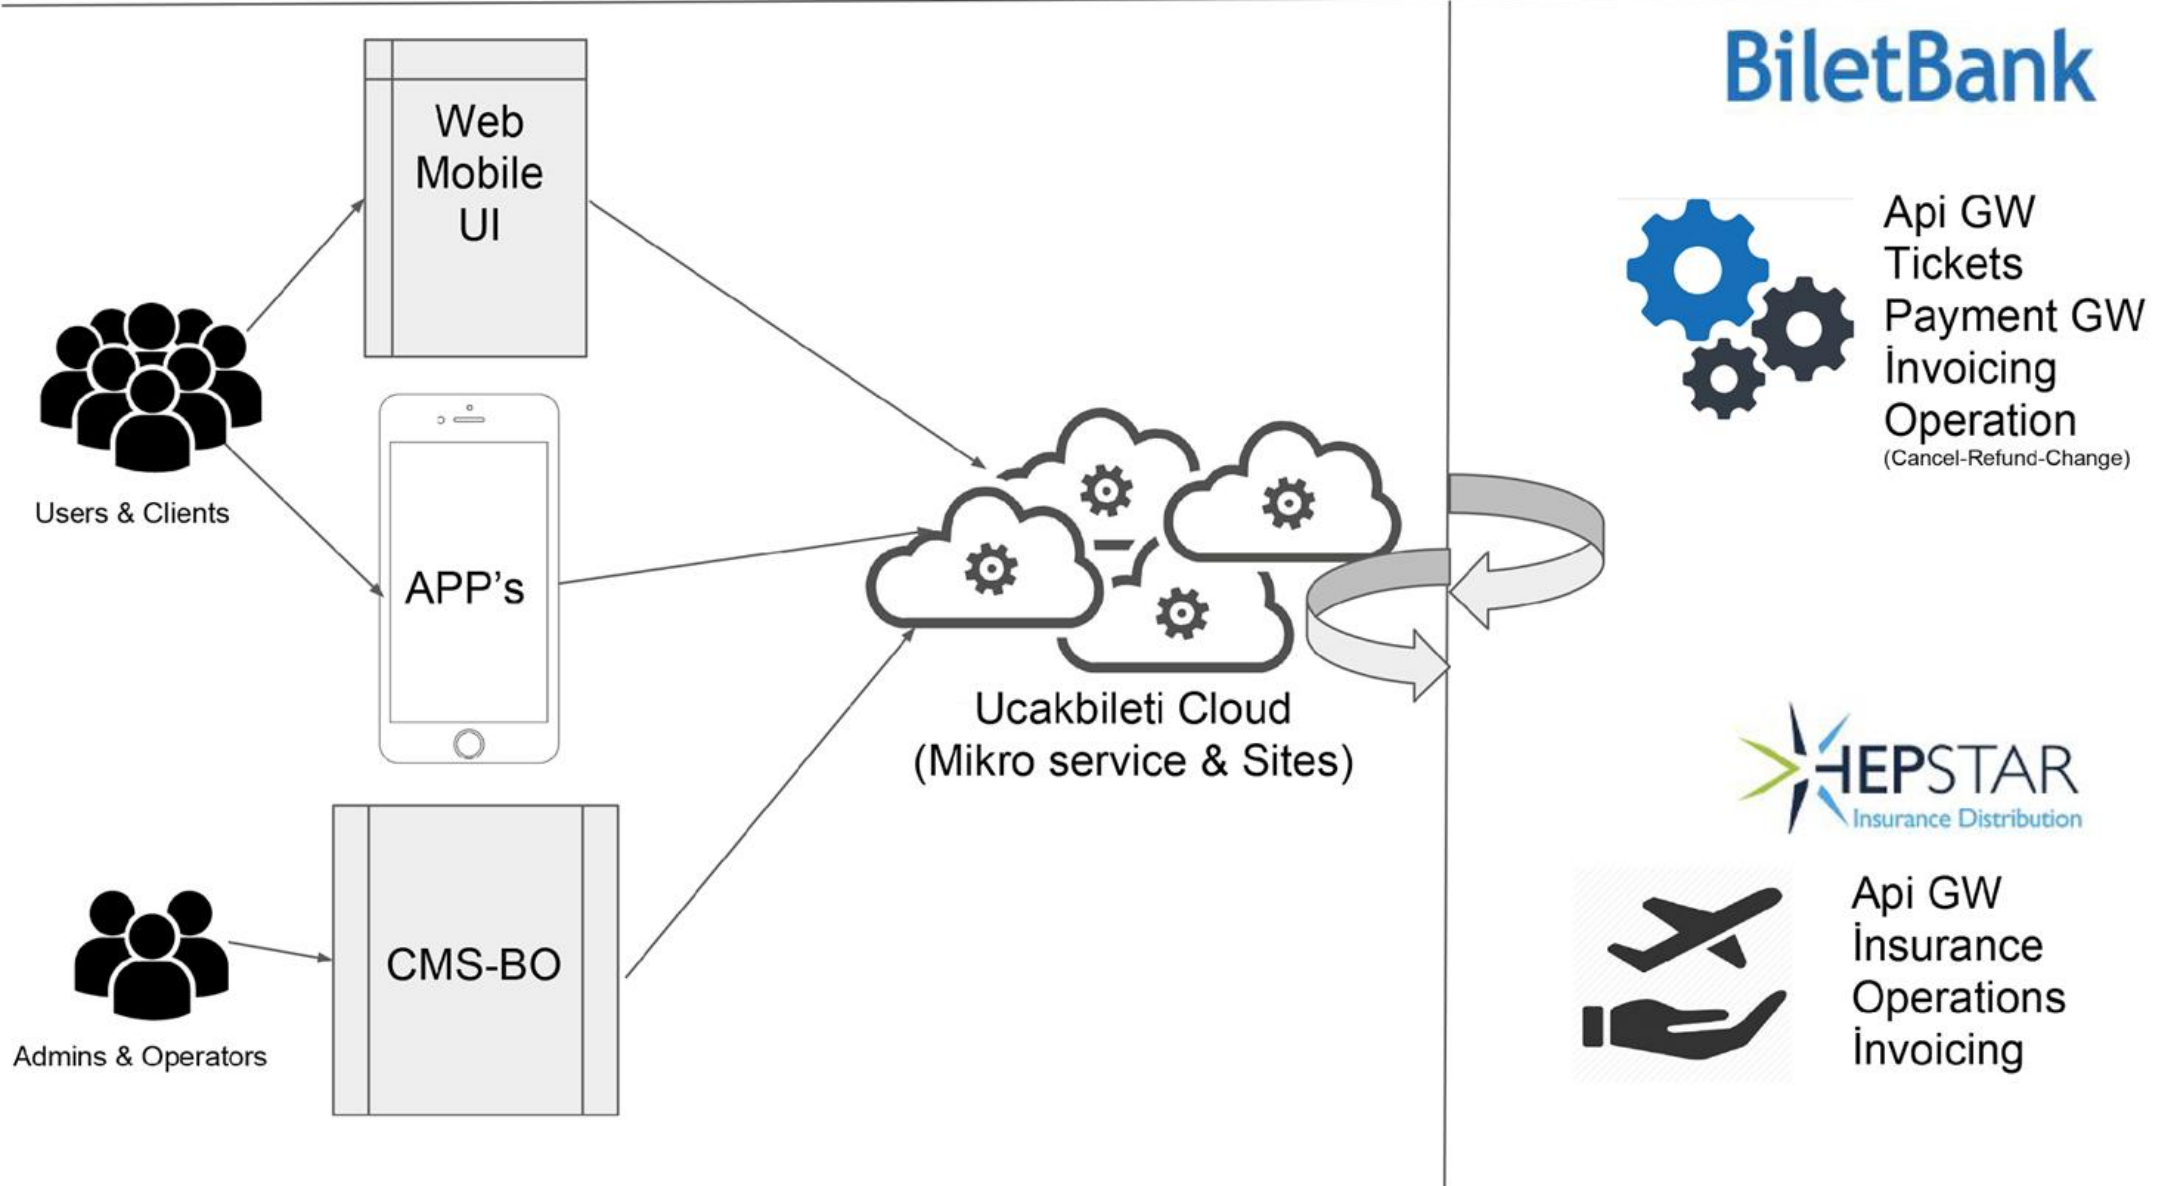 Web
Mobile
UI
Users & Clients
APP's
CMS-BO
Admins & Operators
Ucakbileti Cloud
(Mikro service & Sites)
BiletBank
Api GW
Tickets
Payment GW
İnvoicing
Operation
(Cancel-Refund-Change)
HEPSTAR
Insurance Distribution
Api GW
İnsurance
Operations
İnvoicing